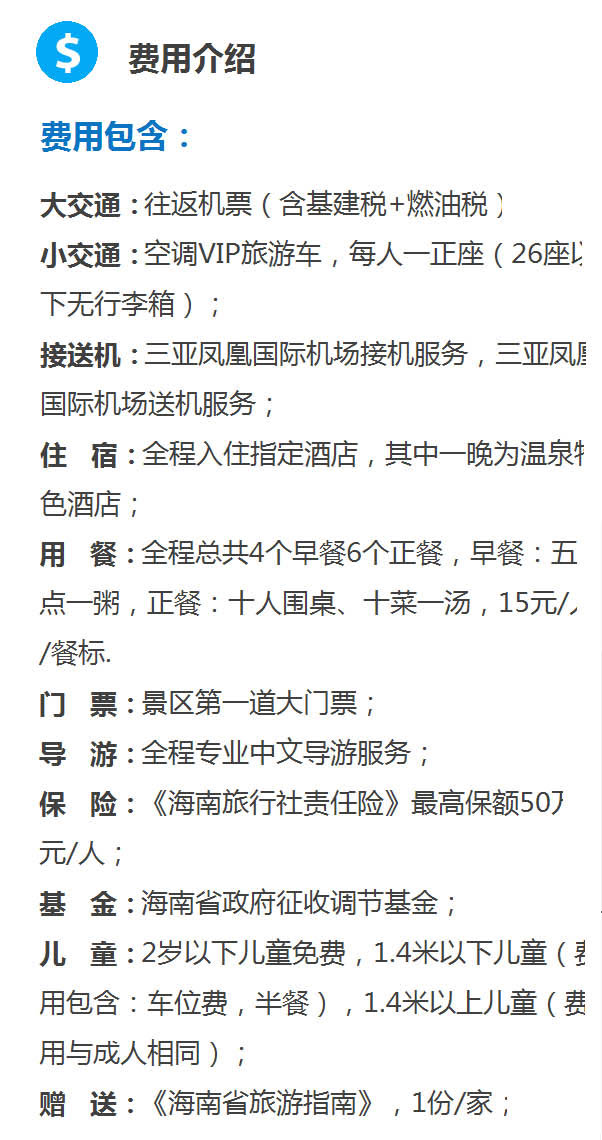 $
费用介绍
费用包含：
大交通：往返机票（含基建税+燃油税）
小交通：空调VIP旅游车，每人一正座（26座以
下无行李箱）；
接送机：三亚凤凰国际机场接机服务，三亚凤凰
国际机场送机服务；
住 宿：全程入住指定酒店，其中一晚为温泉特
色酒店；
用 餐：全程总共4个早餐6个正餐，早餐：五
点一粥，正餐：十人围桌、十菜一汤，15元/人
/餐标.
门 票：景区第一道大门票；
导 游：全程专业中文导游服务；
保 险：《海南旅行社责任险》最高保额50万
元/人；
基 金：海南省政府征收调节基金；
儿 童：2岁以下儿童免费，1.4米以下儿童（费
用包含：车位费，半餐），1.4米以上儿童（费
用与成人相同）；
赠 送：《海南省旅游指南》，1份/家；